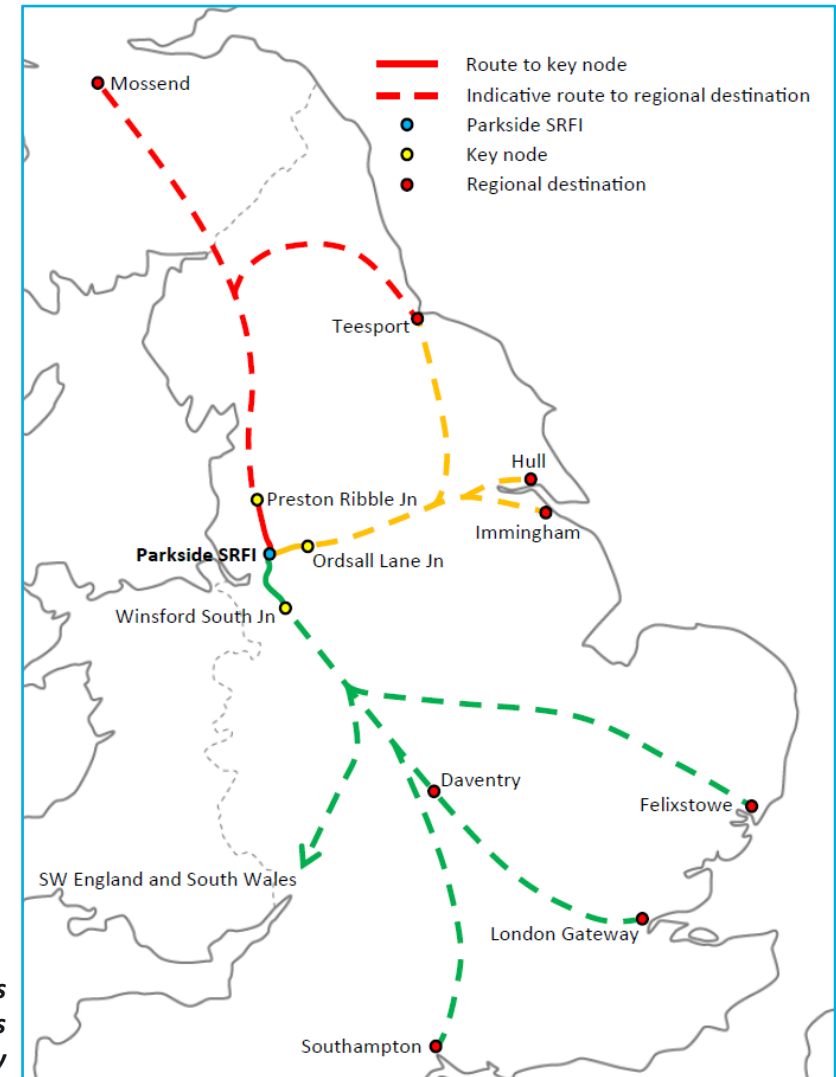 Route to key node
Indicative route to regional destination
Parkside SRFI
Key node
Regional destination
Mossend
Teesport
Hull
Immingham
Preston Ribble Jn
Parkside SRFI
Ordsall Lane Jn
Winsford South Jn
Daventry
Felixstowe
SW England and South Wales
London Gateway
Southampton